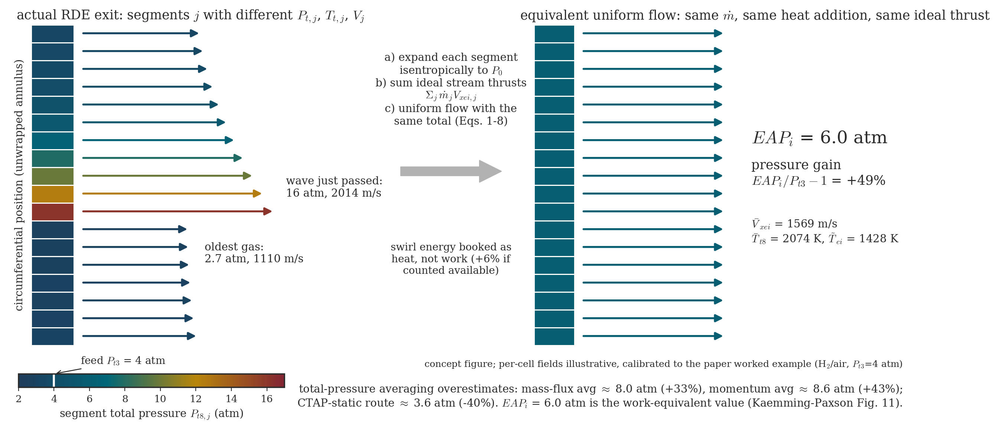 actual RDE exit: segments j with different P_{t,j}, T_{t,j}, V_j
equivalent uniform flow: same ṁ, same heat addition, same ideal thrust
circumferential position (unwrapped annulus)
a) expand each segment
isentropically to P_0
b) sum ideal stream thrusts
Σ_j ṁ_j V_{xei,j}
c) uniform flow with the
same total (Eqs. 1-8)
wave just passed:
16 atm, 2014 m/s
oldest gas:
2.7 atm, 1110 m/s
swirl energy booked as
heat, not work (+6% if
counted available)
EAP_i = 6.0 atm
pressure gain
EAP_i/P_{t3} − 1 = +49%
V̄_{xei} = 1569 m/s
T̄_{t8} = 2074 K, T̃_{ei} = 1428 K
feed P_{t3} = 4 atm
2 4 6 8 10 12 14 16
segment total pressure P_{t8,j} (atm)
concept figure; per-cell fields illustrative, calibrated to the paper worked example (H_2/air, P_{t3}=4 atm)
total-pressure averaging overestimates: mass-flux avg ≈ 8.0 atm (+33%), momentum avg ≈ 8.6 atm (+43%);
CTAP-static route ≈ 3.6 atm (-40%). EAP_i = 6.0 atm is the work-equivalent value (Kaemming-Paxson Fig. 11).